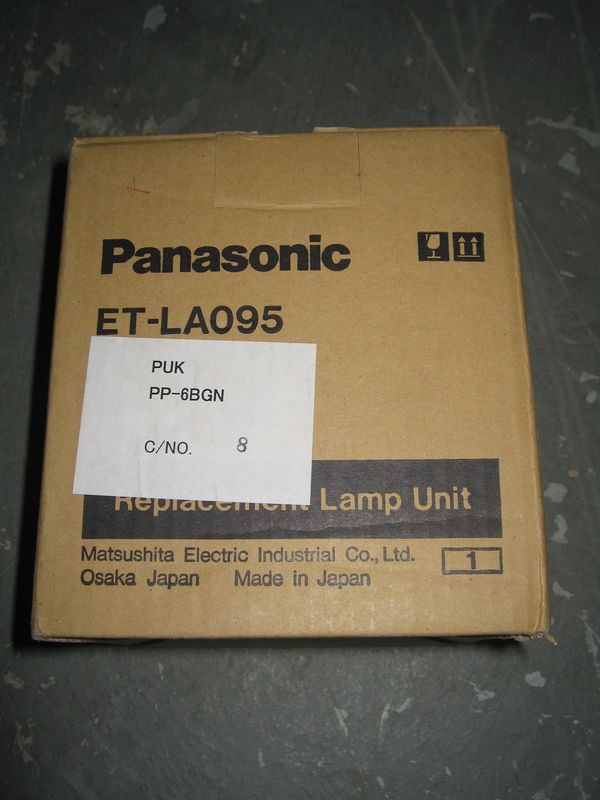 Panasonic
ET-LA095
PUK
PP-6BGN
C/NO. 8
Replacement Lamp Unit
Matsushita Electric Industrial Co., Ltd.
1
Osaka Japan Made in Japan